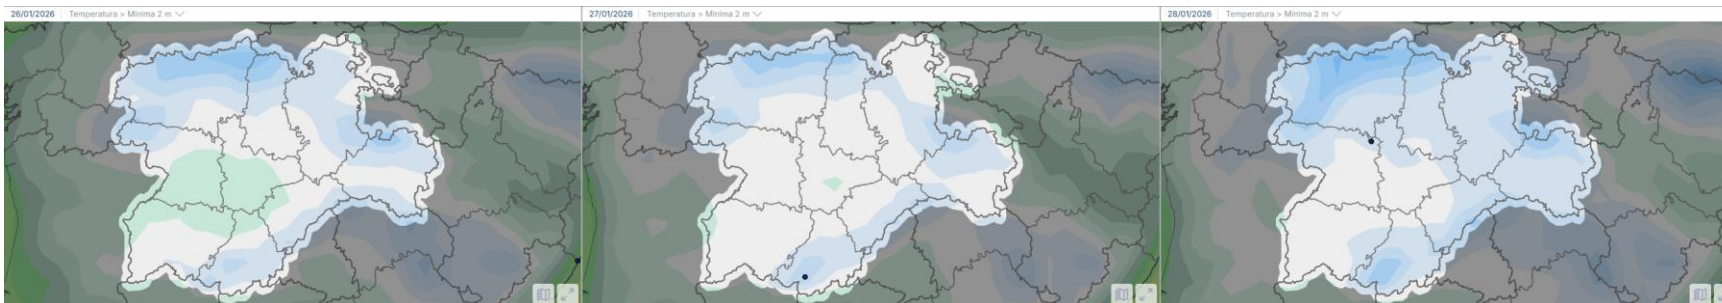 26/01/2026 Temperatura > Mínima 2 m
27/01/2026 Temperatura > Mínima 2 m
28/01/2026 Temperatura > Mínima 2 m